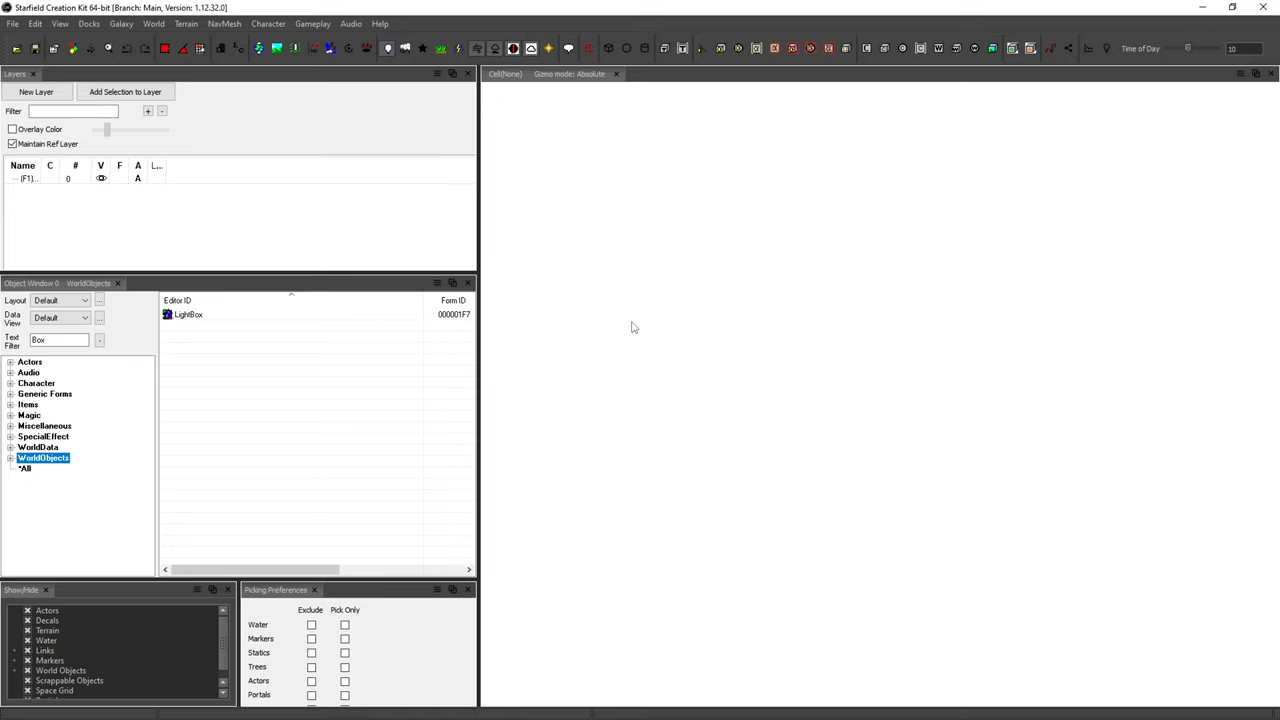 Starfield Creation Kit 64-bit [Branch: Main, Version: 1.12.32.0]
File Edit View Docks Galaxy World Terrain NavMesh Character Gameplay Audio Help
Time of Day 10
Layers
New Layer Add Selection to Layer
Filter + -
Overlay Color
Maintain Ref Layer
Name C # V F A L...
(F1)... 0 A
Cell(None) Gizmo mode: Absolute
Object Window 0 WorldObjects
Layout Default ...
Data View Default ...
Text Filter Box
Editor ID Form ID
LightBox 000001F7
Actors
Audio
Character
Generic Forms
Items
Magic
Miscellaneous
SpecialEffect
WorldData
WorldObjects
*All
Show/Hide
Actors
Decals
Terrain
Water
Links
Markers
World Objects
Scrappable Objects
Space Grid
Picking Preferences
Exclude Pick Only
Water
Markers
Statics
Trees
Actors
Portals